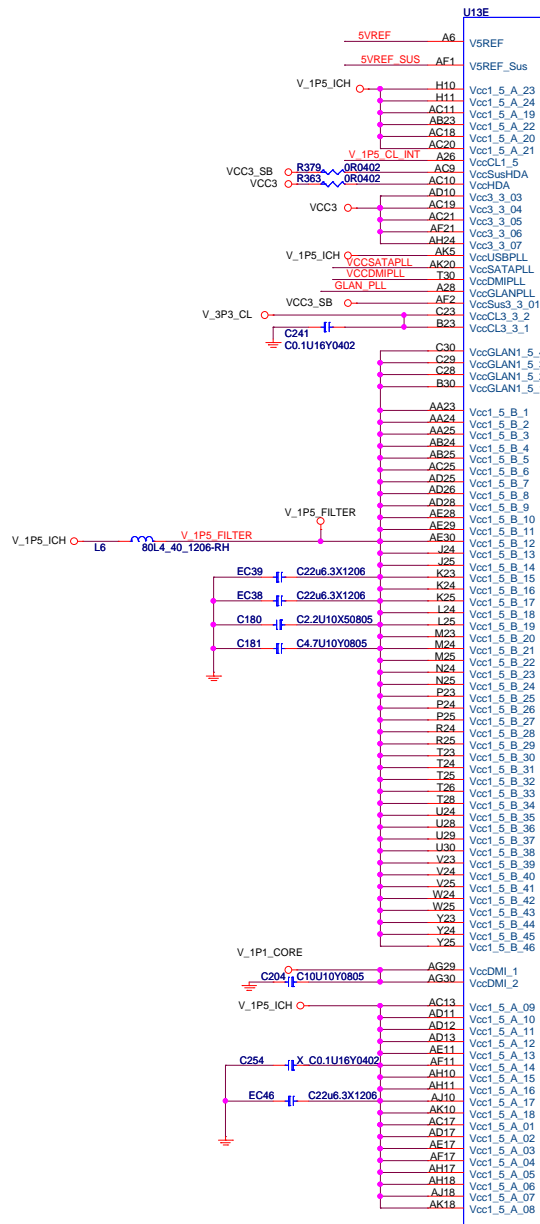 U13E
5VREF A6 V5REF
5VREF_SUS AF1 V5REF_Sus
V_1P5_ICH H10 Vcc1_5_A_23
H11 Vcc1_5_A_24
AC11 Vcc1_5_A_19
AB23 Vcc1_5_A_22
AC18 Vcc1_5_A_20
AC20 Vcc1_5_A_21
V_1P5_CL_INT A26 VccCL1_5
VCC3_SB R379 0R0402 AC9 VccSusHDA
VCC3 R363 0R0402 AC10 VccHDA
AD10 Vcc3_3_03
VCC3 AC19 Vcc3_3_04
AC21 Vcc3_3_05
AF21 Vcc3_3_06
AH24 Vcc3_3_07
V_1P5_ICH AK5 VccUSBPLL
VCCSATAPLL AK20 VccSATAPLL
VCCDMIPLL T30 VccDMIPLL
GLAN_PLL A28 VccGLANPLL
VCC3_SB AF2 VccSus3_3_01
V_3P3_CL C23 VccCL3_3_2
B23 VccCL3_3_1
C241
C0.1U16Y0402
C30 VccGLAN1_5_
C29 VccGLAN1_5_
C28 VccGLAN1_5_
B30 VccGLAN1_5_
AA23 Vcc1_5_B_1
AA24 Vcc1_5_B_2
AA25 Vcc1_5_B_3
AB24 Vcc1_5_B_4
AB25 Vcc1_5_B_5
AC25 Vcc1_5_B_6
AD25 Vcc1_5_B_7
AD26 Vcc1_5_B_8
AD28 Vcc1_5_B_9
V_1P5_FILTER AE28 Vcc1_5_B_10
AE29 Vcc1_5_B_11
V_1P5_ICH L6 80L4_40_1206-RH V_1P5_FILTER AE30 Vcc1_5_B_12
J24 Vcc1_5_B_13
J25 Vcc1_5_B_14
EC39 C22u6.3X1206 K23 Vcc1_5_B_15
K24 Vcc1_5_B_16
EC38 C22u6.3X1206 K25 Vcc1_5_B_17
L24 Vcc1_5_B_18
C180 C2.2U10X50805 L25 Vcc1_5_B_19
M23 Vcc1_5_B_20
C181 C4.7U10Y0805 M24 Vcc1_5_B_21
M25 Vcc1_5_B_22
N24 Vcc1_5_B_23
N25 Vcc1_5_B_24
P23 Vcc1_5_B_25
P24 Vcc1_5_B_26
P25 Vcc1_5_B_27
R24 Vcc1_5_B_28
R25 Vcc1_5_B_29
T23 Vcc1_5_B_30
T24 Vcc1_5_B_31
T25 Vcc1_5_B_32
T26 Vcc1_5_B_33
T28 Vcc1_5_B_34
U24 Vcc1_5_B_35
U28 Vcc1_5_B_36
U29 Vcc1_5_B_37
U30 Vcc1_5_B_38
V23 Vcc1_5_B_39
V24 Vcc1_5_B_40
V25 Vcc1_5_B_41
W24 Vcc1_5_B_42
W25 Vcc1_5_B_43
Y23 Vcc1_5_B_44
Y24 Vcc1_5_B_45
Y25 Vcc1_5_B_46
V_1P1_CORE AG29 VccDMI_1
C204 C10U10Y0805 AG30 VccDMI_2
V_1P5_ICH AC13 Vcc1_5_A_09
AD11 Vcc1_5_A_10
AD12 Vcc1_5_A_11
AD13 Vcc1_5_A_12
AE11 Vcc1_5_A_13
C254 X_C0.1U16Y0402 AF11 Vcc1_5_A_14
AH10 Vcc1_5_A_15
AH11 Vcc1_5_A_16
EC46 C22u6.3X1206 AJ10 Vcc1_5_A_17
AK10 Vcc1_5_A_18
AC17 Vcc1_5_A_01
AD17 Vcc1_5_A_02
AE17 Vcc1_5_A_03
AF17 Vcc1_5_A_04
AH17 Vcc1_5_A_05
AH18 Vcc1_5_A_06
AJ18 Vcc1_5_A_07
AK18 Vcc1_5_A_08